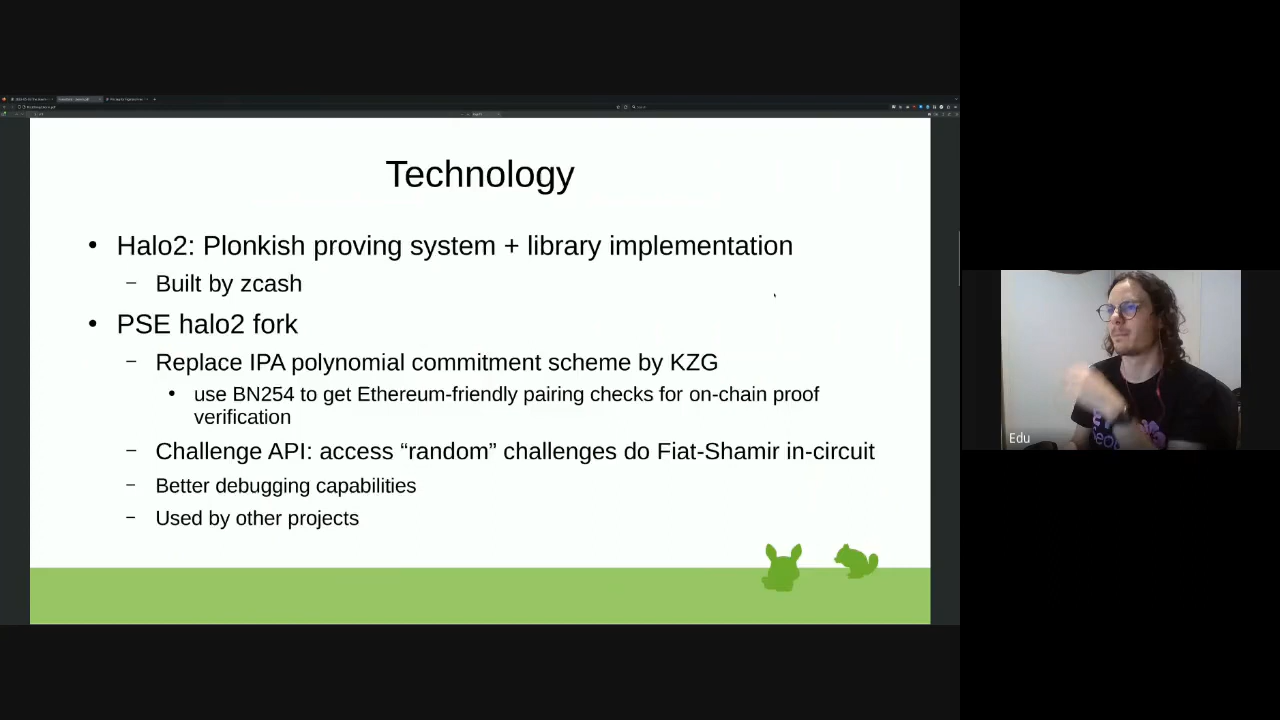 Technology
• Halo2: Plonkish proving system + library implementation
– Built by zcash
• PSE halo2 fork
– Replace IPA polynomial commitment scheme by KZG
• use BN254 to get Ethereum-friendly pairing checks for on-chain proof
verification
– Challenge API: access “random” challenges do Fiat-Shamir in-circuit
– Better debugging capabilities
– Used by other projects
Edu